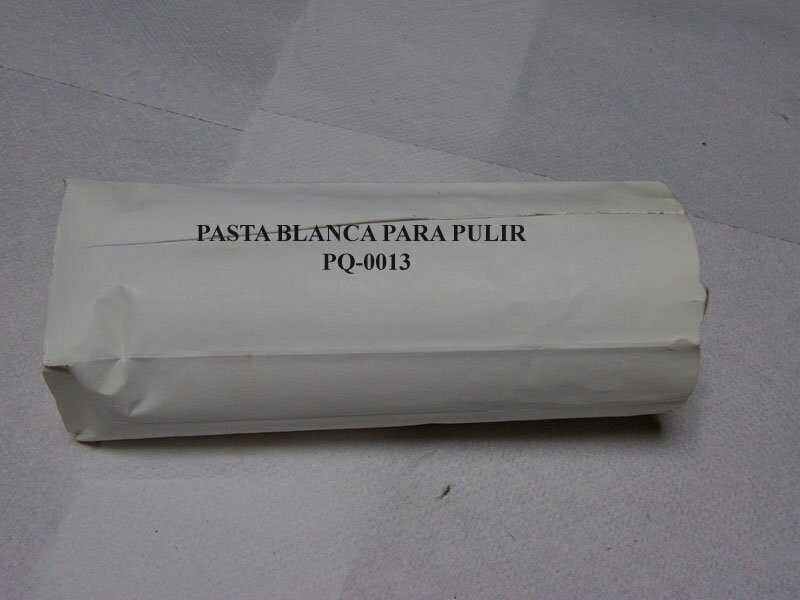 PASTA BLANCA PARA PULIR
PQ-0013